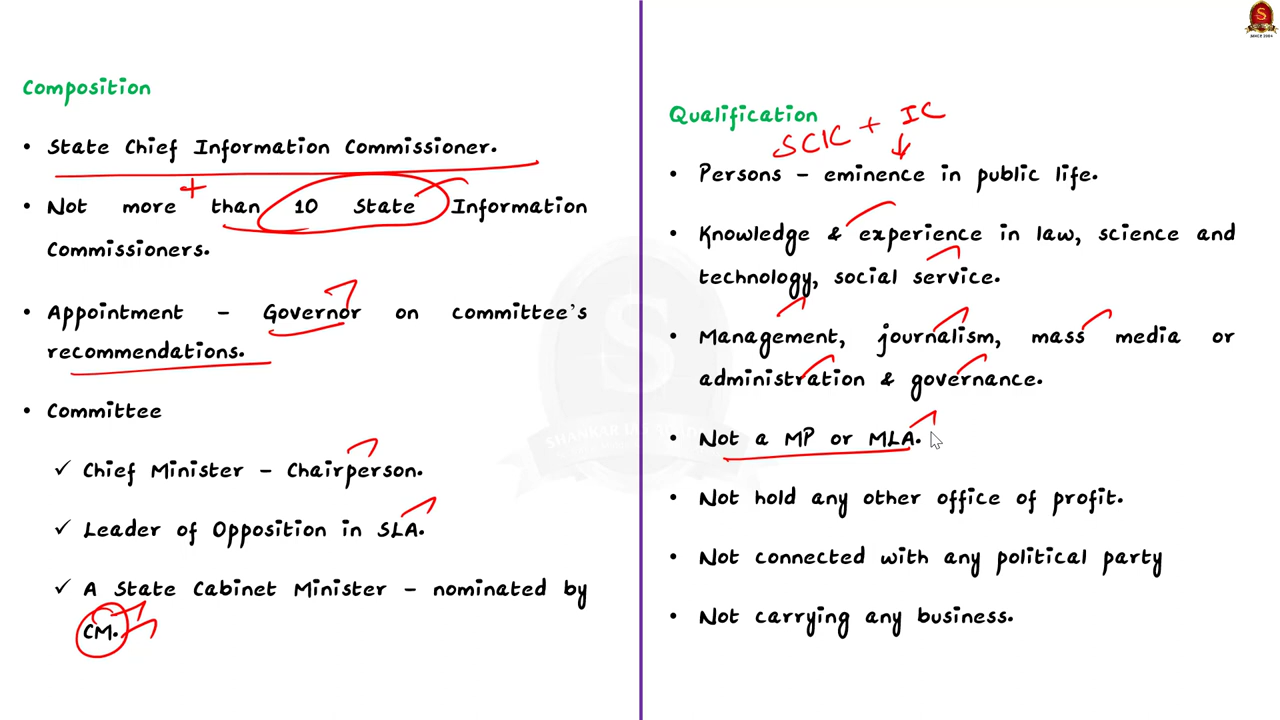 Composition
• State Chief Information Commissioner.
+
• Not more than 10 State Information
Commissioners.
• Appointment - Governor on committee's
recommendations.
• Committee
✓ Chief Minister - Chairperson.
✓ Leader of Opposition in SLA.
✓ A State Cabinet Minister - nominated by
CM.
Qualification
SCIC + IC
• Persons - eminence in public life.
• Knowledge & experience in law, science and
technology, social service.
• Management, journalism, mass media or
administration & governance.
• Not a MP or MLA.
• Not hold any other office of profit.
• Not connected with any political party
• Not carrying any business.
SINCE 2004